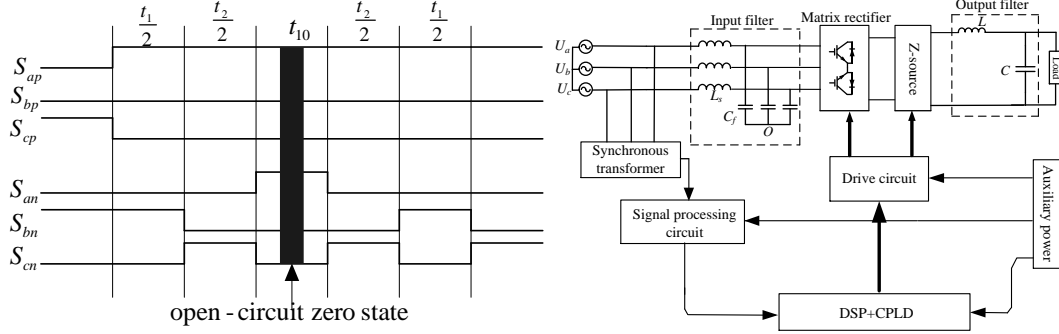 t1/2 t2/2 t10 t2/2 t1/2
Sap
Sbp
Scp
San
Sbn
Scn
open - circuit zero state
Input filter
Matrix rectifier
Output filter
Ua
Ub
Uc
Ls
Cf
O
Z-source
L
C
Load
Synchronous
transformer
Drive circuit
Signal processing
circuit
Auxiliary power
DSP+CPLD